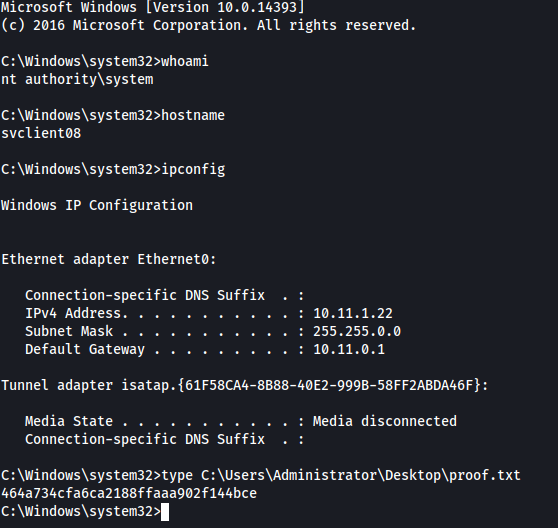 Microsoft Windows [Version 10.0.14393]
(c) 2016 Microsoft Corporation. All rights reserved.
C:\Windows\system32>whoami
nt authority\system
C:\Windows\system32>hostname
svclient08
C:\Windows\system32>ipconfig
Windows IP Configuration
Ethernet adapter Ethernet0:
   Connection-specific DNS Suffix  . :
   IPv4 Address. . . . . . . . . . . : 10.11.1.22
   Subnet Mask . . . . . . . . . . . : 255.255.0.0
   Default Gateway . . . . . . . . . : 10.11.0.1
Tunnel adapter isatap.{61F58CA4-8B88-40E2-999B-58FF2ABDA46F}:
   Media State . . . . . . . . . . . : Media disconnected
   Connection-specific DNS Suffix  . :
C:\Windows\system32>type C:\Users\Administrator\Desktop\proof.txt
464a734cfa6ca2188ffaaa902f144bce
C:\Windows\system32>